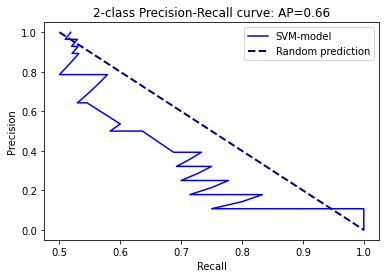 2-class Precision-Recall curve: AP=0.66
SVM-model
Random prediction
Precision
1.0
0.8
0.6
0.4
0.2
0.0
0.5
0.6
0.7
0.8
0.9
1.0
Recall